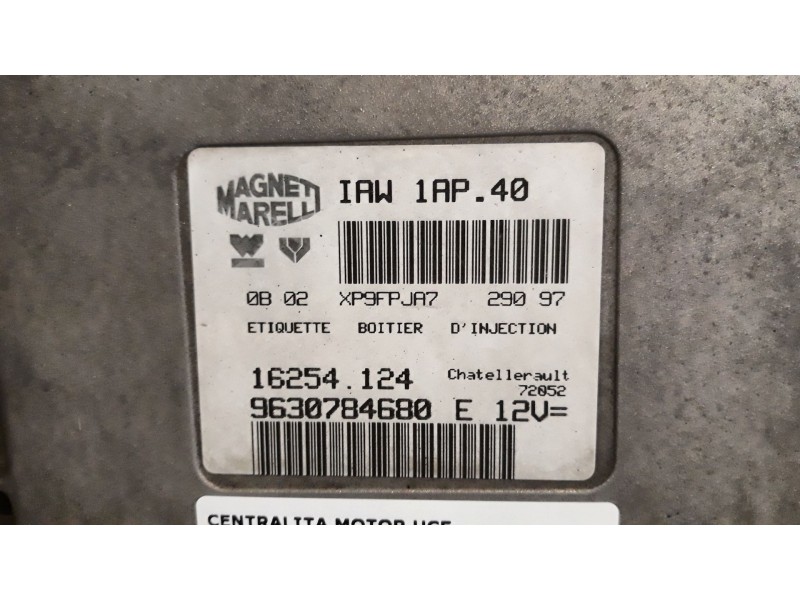 MAGNETI
MARELLI
IAW 1AP.40
0B 02 XP9FPJA7 290 97
ETIQUETTE BOITIER D'INJECTION
16254.124 Chatellerault
72052
9630784680 E 12V=
CENTRALITA MOTOR UCE